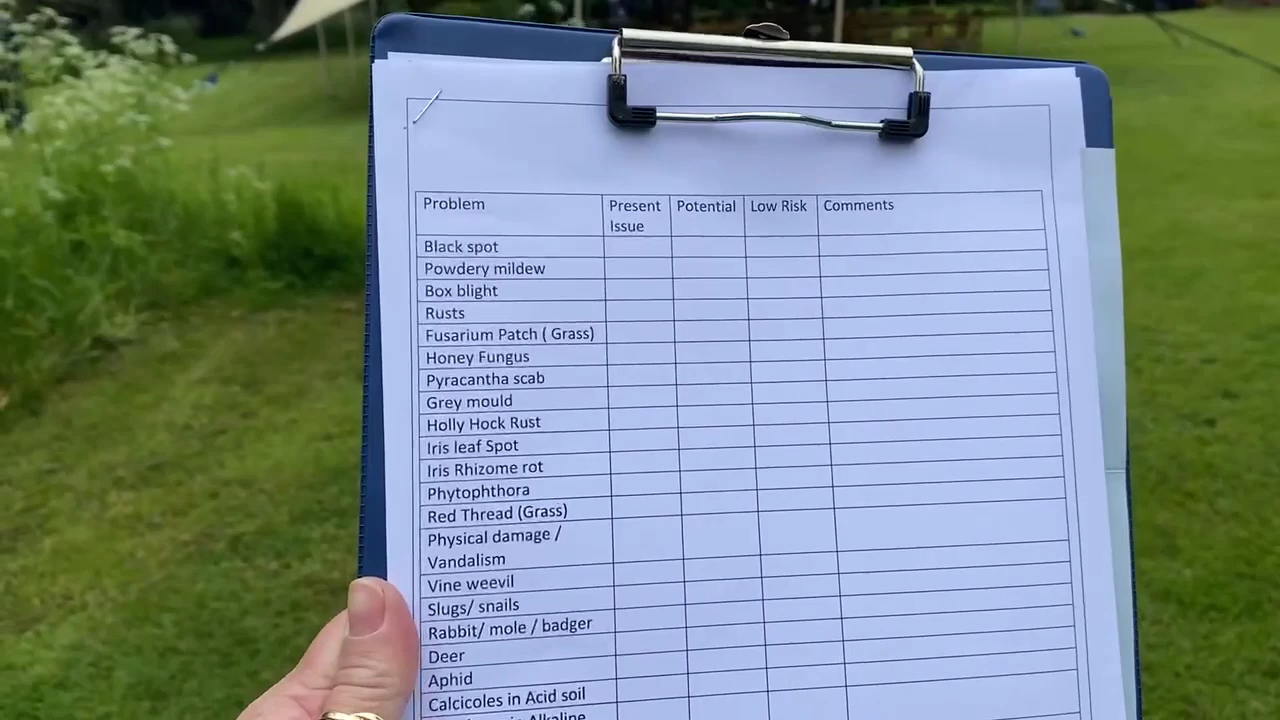 Problem Present Issue Potential Low Risk Comments
Black spot
Powdery mildew
Box blight
Rusts
Fusarium Patch ( Grass)
Honey Fungus
Pyracantha scab
Grey mould
Holly Hock Rust
Iris leaf Spot
Iris Rhizome rot
Phytophthora
Red Thread (Grass)
Physical damage /
Vandalism
Vine weevil
Slugs/ snails
Rabbit/ mole / badger
Deer
Aphid
Calcicoles in Acid soil
Alkaline